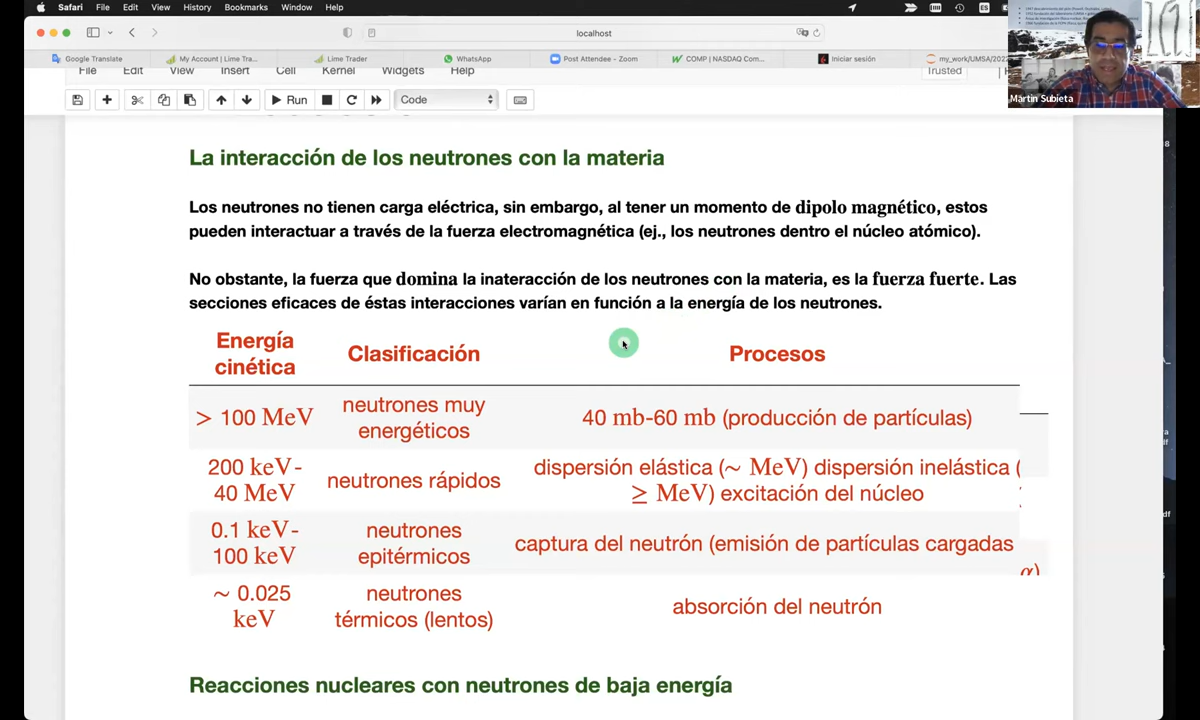 Safari File Edit View History Bookmarks Window Help
localhost
Google Translate My Account | Lime Tra... Lime Trader WhatsApp Post Attendee - Zoom COMP | NASDAQ Com... Iniciar sesión my_work/UMSA/202
File Edit View Insert Cell Kernel Widgets Help Trusted
Run Code
Martin Subieta
La interacción de los neutrones con la materia
Los neutrones no tienen carga eléctrica, sin embargo, al tener un momento de dipolo magnético, estos
pueden interactuar a través de la fuerza electromagnética (ej., los neutrones dentro el núcleo atómico).
No obstante, la fuerza que domina la inateracción de los neutrones con la materia, es la fuerza fuerte. Las
secciones eficaces de éstas interacciones varían en función a la energía de los neutrones.
Energía
cinética
Clasificación
Procesos
> 100 MeV
neutrones muy
energéticos
40 mb-60 mb (producción de partículas)
200 keV-
40 MeV
neutrones rápidos
dispersión elástica (~ MeV) dispersión inelástica (
≥ MeV) excitación del núcleo
0.1 keV-
100 keV
neutrones
epitérmicos
captura del neutrón (emisión de partículas cargadas
α)
~ 0.025
keV
neutrones
térmicos (lentos)
absorción del neutrón
Reacciones nucleares con neutrones de baja energía